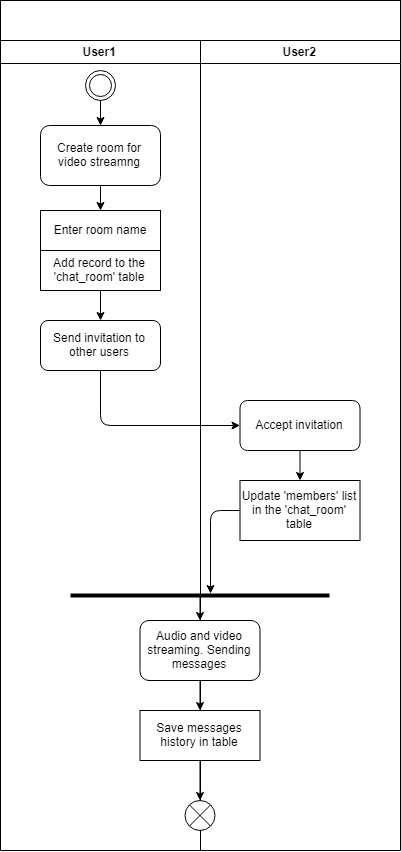 User1
User2
Create room for
video streamng
Enter room name
Add record to the
'chat_room' table
Send invitation to
other users
Accept invitation
Update 'members' list
in the 'chat_room'
table
Audio and video
streaming. Sending
messages
Save messages
history in table